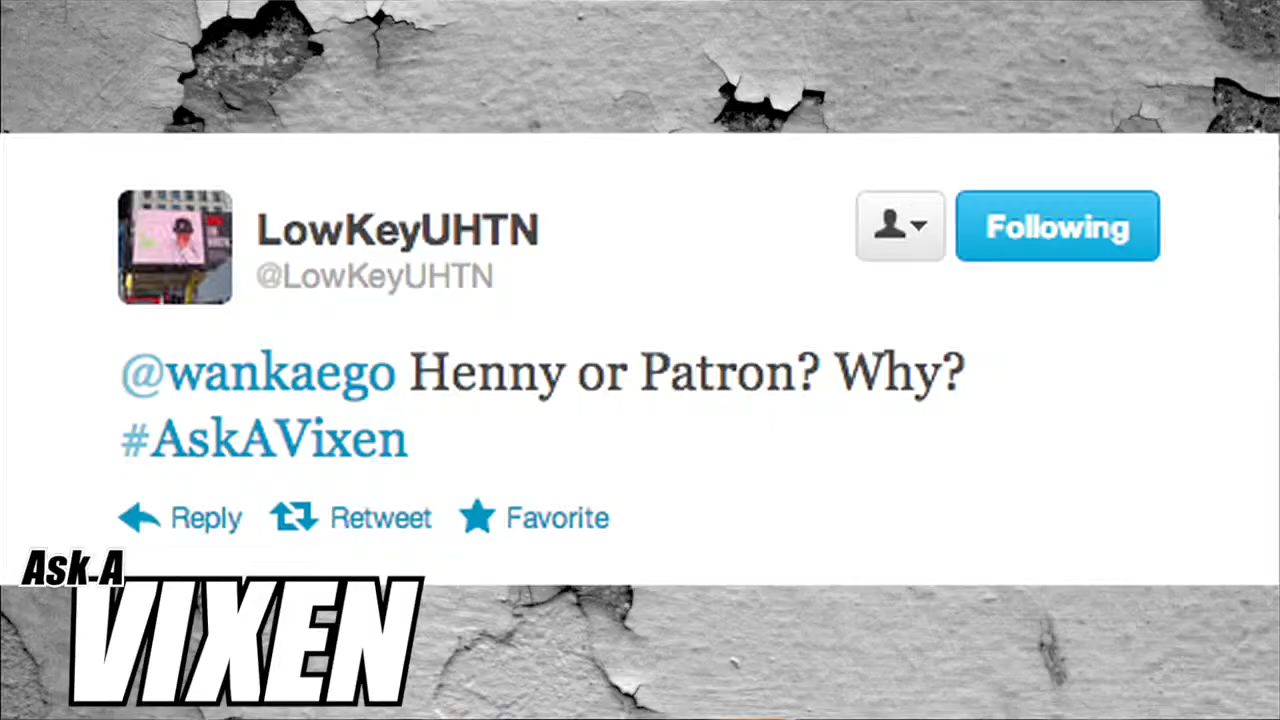 LowKeyUHTN
@LowKeyUHTN
Following
@wankaego Henny or Patron? Why?
#AskAVixen
Reply Retweet Favorite
Ask-A
VIXEN